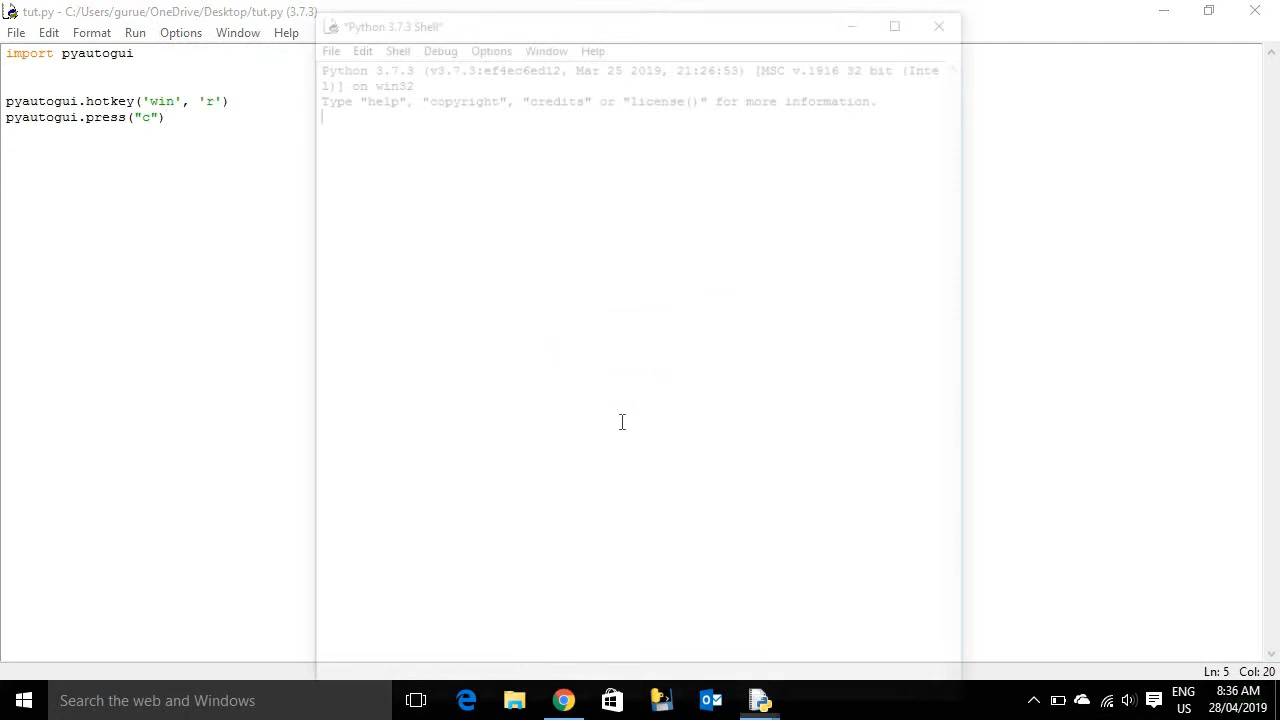 tut.py - C:/Users/gurue/OneDrive/Desktop/tut.py (3.7.3)
File Edit Format Run Options Window Help
import pyautogui
pyautogui.hotkey('win', 'r')
pyautogui.press("c")
*Python 3.7.3 Shell*
File Edit Shell Debug Options Window Help
Python 3.7.3 (v3.7.3:ef4ec6ed12, Mar 25 2019, 21:26:53) [MSC v.1916 32 bit (Inte
l)] on win32
Type "help", "copyright", "credits" or "license()" for more information.
Ln: 5 Col: 20
Search the web and Windows
ENG
US
8:36 AM
28/04/2019